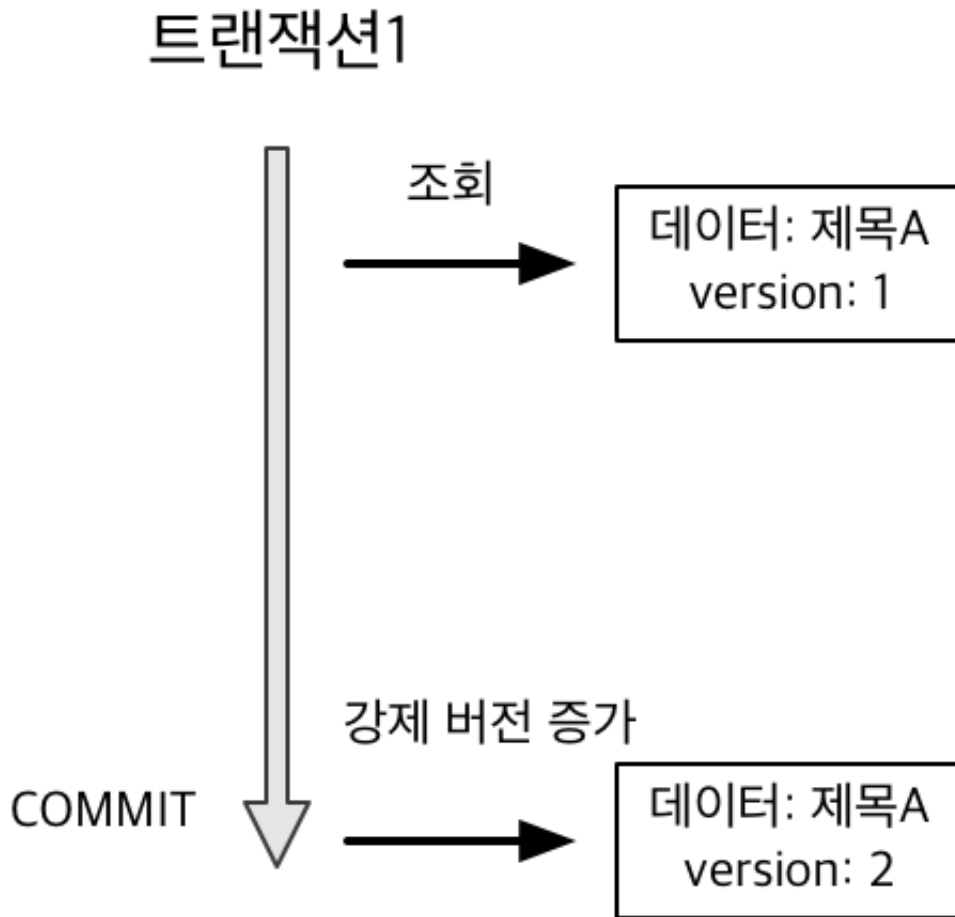 트랜잭션1
조회
데이터: 제목A
version: 1
강제 버전 증가
COMMIT
데이터: 제목A
version: 2